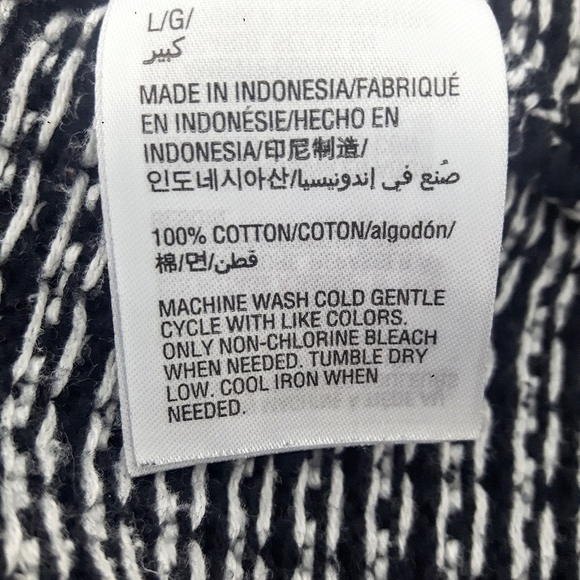 L/G/
كبير
MADE IN INDONESIA/FABRIQUÉ
EN INDONÉSIE/HECHO EN
INDONESIA/印尼制造/
인도네시아산/صُنع في إندونيسيا
100% COTTON/COTON/algodón/
棉/면/قطن
MACHINE WASH COLD GENTLE
CYCLE WITH LIKE COLORS.
ONLY NON-CHLORINE BLEACH
WHEN NEEDED. TUMBLE DRY
LOW. COOL IRON WHEN
NEEDED.